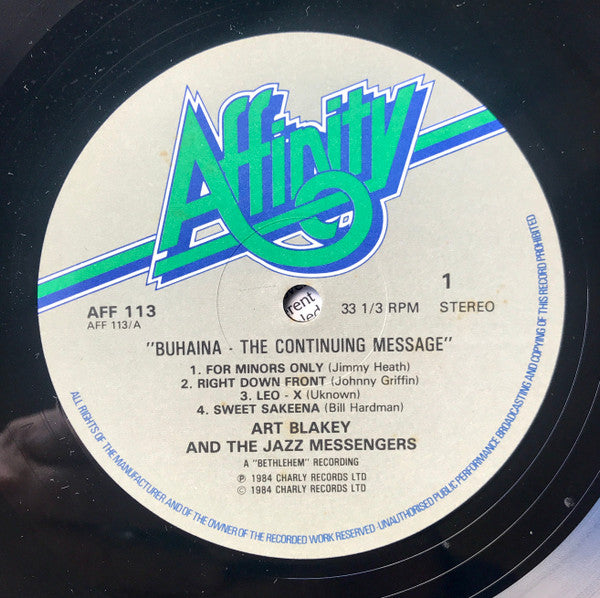 Affinity
AFF 113
AFF 113/A
33 1/3 RPM
1
STEREO
rent
led
"BUHAINA - THE CONTINUING MESSAGE"
1. FOR MINORS ONLY (Jimmy Heath)
2. RIGHT DOWN FRONT (Johnny Griffin)
3. LEO - X (Uknown)
4. SWEET SAKEENA (Bill Hardman)
ART BLAKEY
AND THE JAZZ MESSENGERS
A "BETHLEHEM" RECORDING
℗ 1984 CHARLY RECORDS LTD
© 1984 CHARLY RECORDS LTD
ALL RIGHTS OF THE MANUFACTURER AND OF THE OWNER OF THE RECORDED WORK RESERVED · UNAUTHORISED PUBLIC PERFORMANCE BROADCASTING AND COPYING OF THIS RECORD PROHIBITED